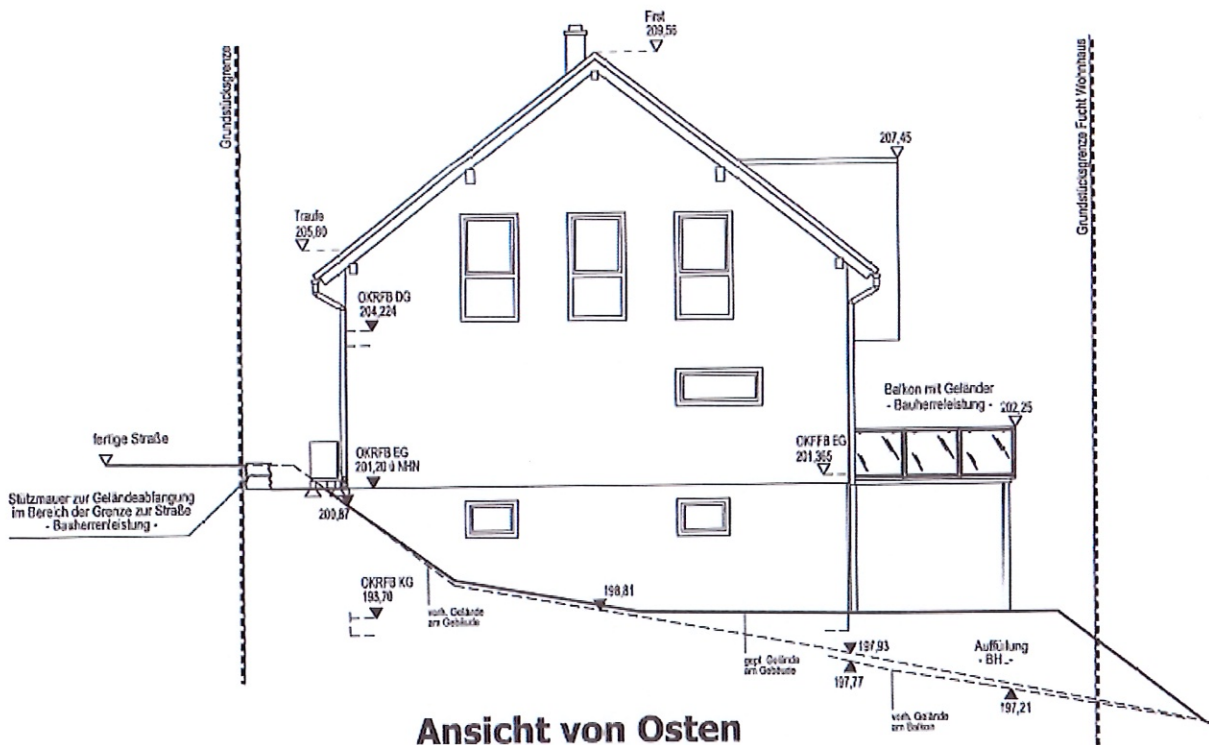 First
209,56
Grundstücksgrenze
Grundstücksgrenze Fucht Wohnhaus
207,45
Traufe
205,80
OKRFB DG
204,224
Balkon mit Geländer
- Bauherreleistung -
202,25
fertige Straße
OKRFB EG
201,20 ü NHN
OKFFB EG
201,365
Stützmauer zur Geländeabfangung
im Bereich der Grenze zur Straße
- Bauherrenleistung -
200,87
OKRFB KG
198,70
vorh. Gelände
am Gebäude
198,81
gepl. Gelände
am Gebäude
197,93
197,77
Auffüllung
- BH -
vorh. Gelände
am Balkon
197,21
Ansicht von Osten